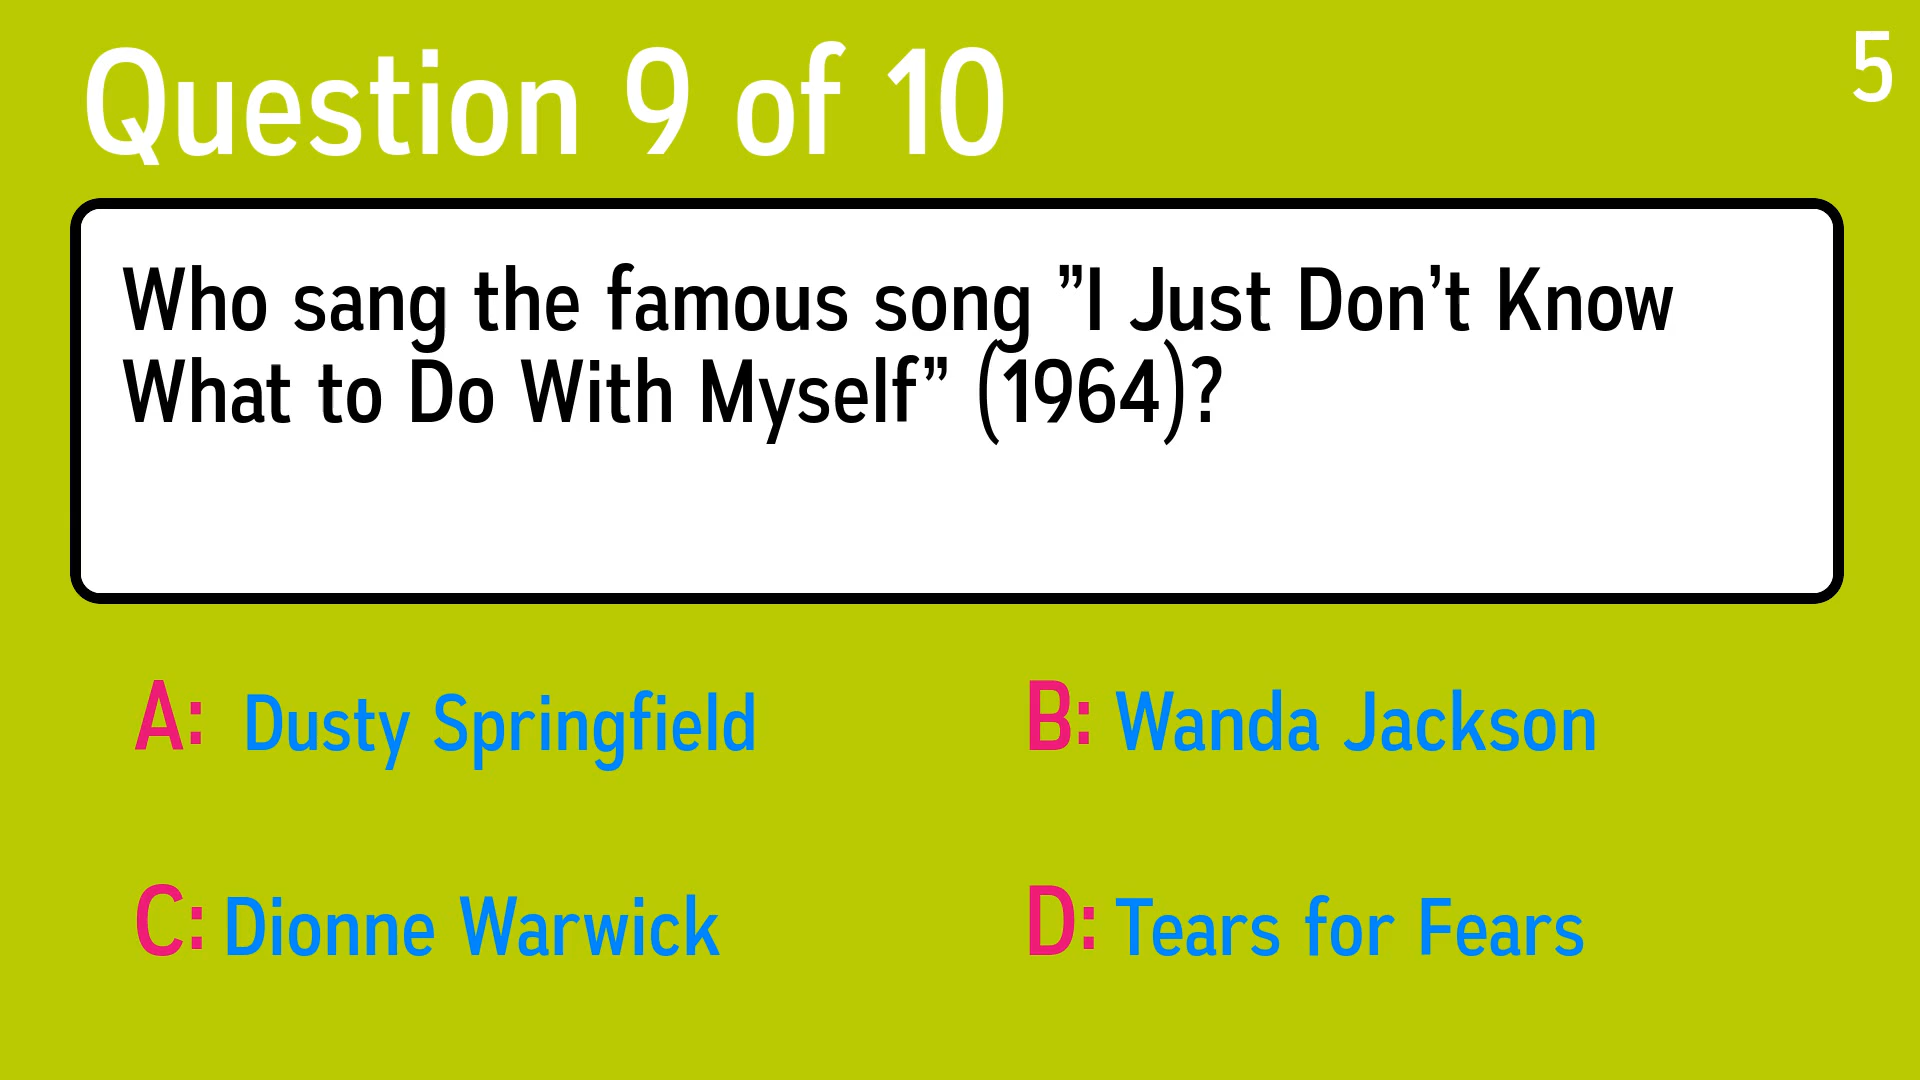 Question 9 of 10
5
Who sang the famous song ”I Just Don’t Know
What to Do With Myself” (1964)?
A: Dusty Springfield
B: Wanda Jackson
C: Dionne Warwick
D: Tears for Fears